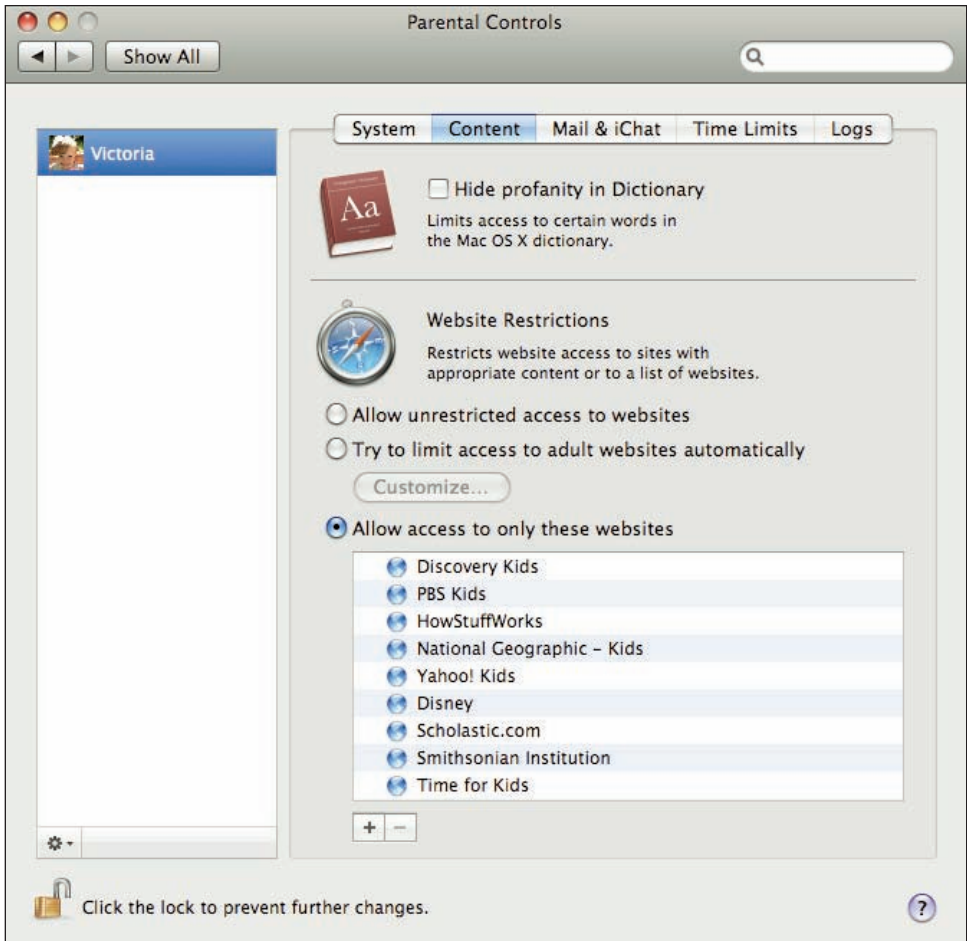 Parental Controls
Show All
Victoria
System Content Mail & iChat Time Limits Logs
Aa
Hide profanity in Dictionary
Limits access to certain words in
the Mac OS X dictionary.
Website Restrictions
Restricts website access to sites with
appropriate content or to a list of websites.
Allow unrestricted access to websites
Try to limit access to adult websites automatically
Customize...
Allow access to only these websites
Discovery Kids
PBS Kids
HowStuffWorks
National Geographic – Kids
Yahoo! Kids
Disney
Scholastic.com
Smithsonian Institution
Time for Kids
+ −
Click the lock to prevent further changes.
?